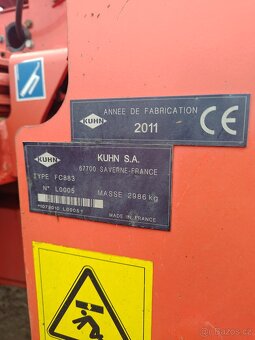 KUHN
ANNÉE DE FABRICATION
2011
CE
KUHN
KUHN S.A.
67700 SAVERNE-FRANCE
TYPE FC883
N° L0005
MASSE 2986 kg
MADE IN FRANCE